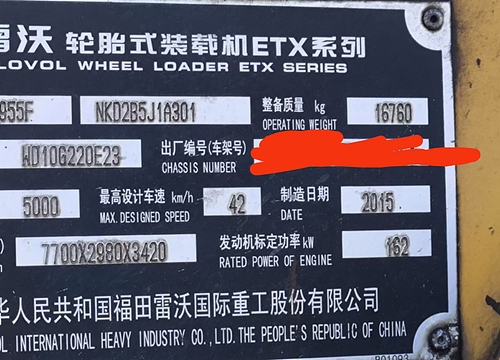 雷沃 轮胎式装载机ETX系列
LOVOL WHEEL LOADER ETX SERIES
955F NKD2B5J1A301 整备质量 kg 16760
OPERATING WEIGHT
WD10G220E23 出厂编号(车架号)
CHASSIS NUMBER
5000 最高设计车速 km/h 42 制造日期 2015
MAX. DESIGNED SPEED DATE
) 7700X2980X3420 发动机标定功率 kW 162
RATED POWER OF ENGINE
华人民共和国福田雷沃国际重工股份有限公司
OL INTERNATIONAL HEAVY INDUSTRY CO.,LTD.THE PEOPLE'S REPUBLIC OF CHINA